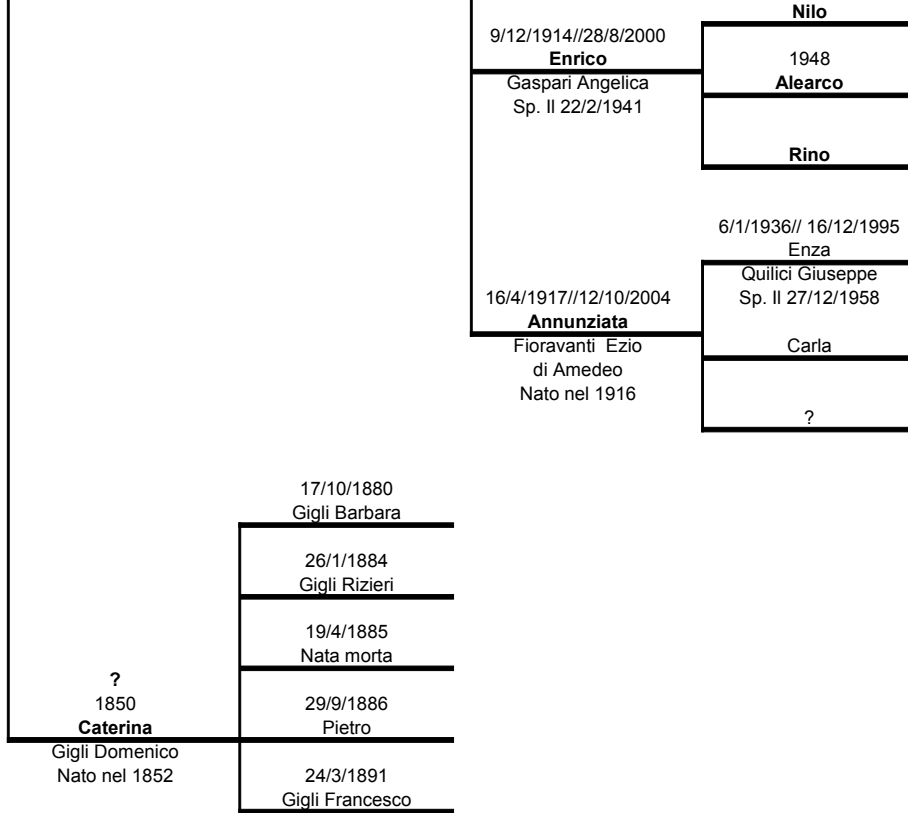 Nilo
9/12/1914//28/8/2000
Enrico
Gaspari Angelica
Sp. Il 22/2/1941
1948
Alearco
Rino
16/4/1917//12/10/2004
Annunziata
Fioravanti  Ezio
di Amedeo
Nato nel 1916
6/1/1936// 16/12/1995
Enza
Quilici Giuseppe
Sp. Il 27/12/1958
Carla
?
?
1850
Caterina
Gigli Domenico
Nato nel 1852
17/10/1880
Gigli Barbara
26/1/1884
Gigli Rizieri
19/4/1885
Nata morta
29/9/1886
Pietro
24/3/1891
Gigli Francesco